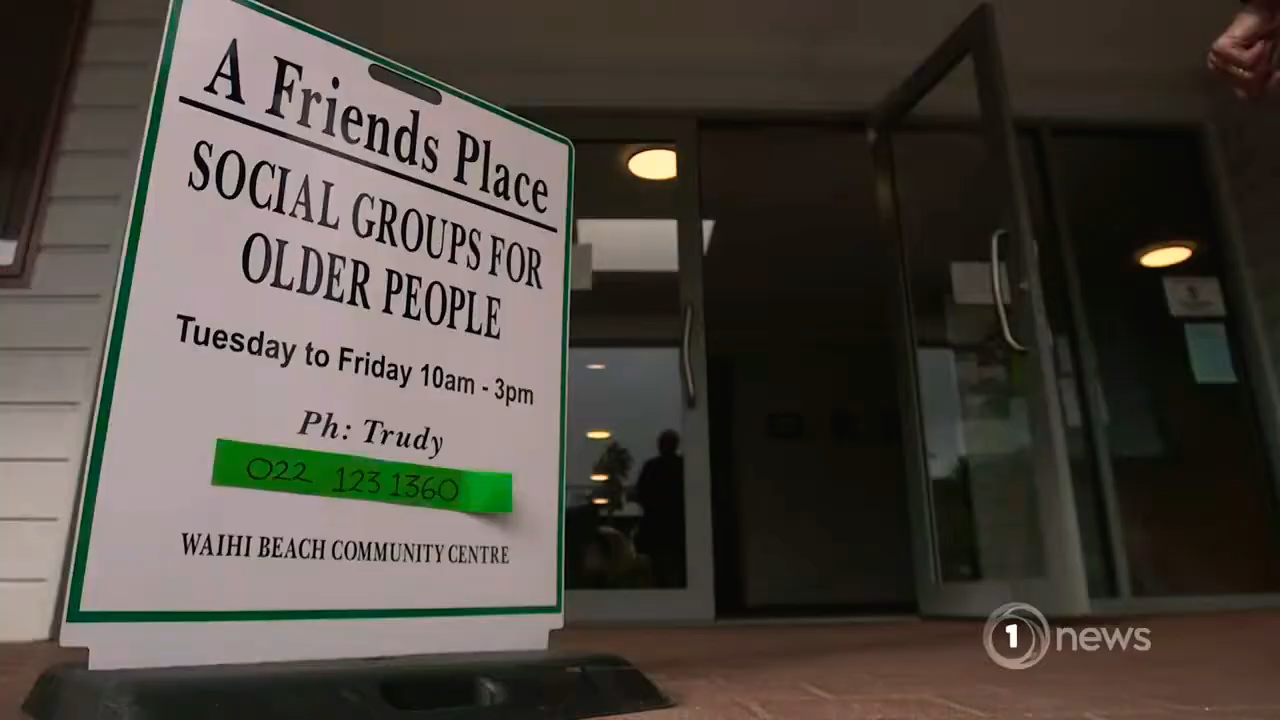 A Friends Place
SOCIAL GROUPS FOR
OLDER PEOPLE
Tuesday to Friday 10am - 3pm
Ph: Trudy
022 123 1360
WAIHI BEACH COMMUNITY CENTRE
1 news